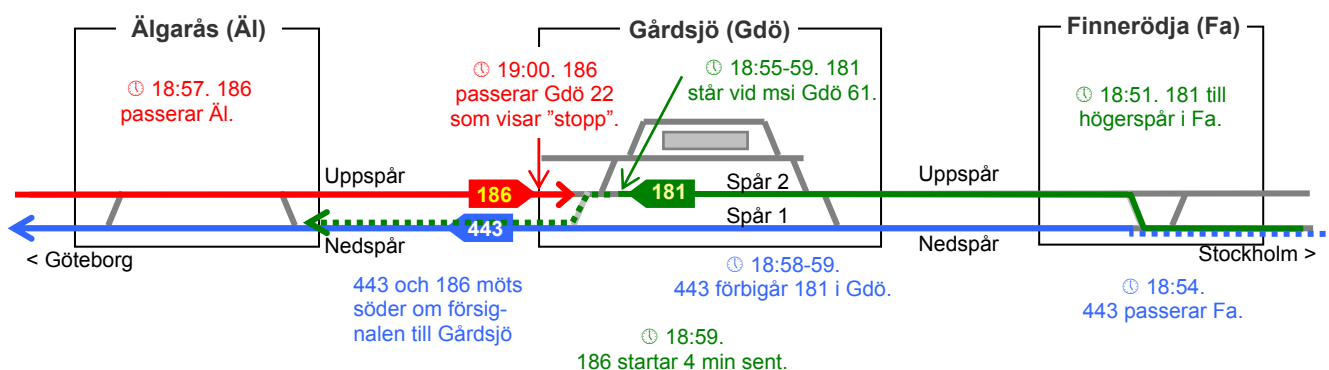 Älgarås (Äl)
Gårdsjö (Gdö)
Finnerödja (Fa)
🕔 18:57. 186
passerar Äl.
🕔 19:00. 186
passerar Gdö 22
som visar ”stopp”.
🕔 18:55-59. 181
står vid msi Gdö 61.
🕔 18:51. 181 till
högerspår i Fa.
Uppspår
186
181
Spår 2
Uppspår
443
Spår 1
Nedspår
Nedspår
< Göteborg
Stockholm >
443 och 186 möts
söder om försig-
nalen till Gårdsjö
🕔 18:58-59.
443 förbigår 181 i Gdö.
🕔 18:54.
443 passerar Fa.
🕔 18:59.
186 startar 4 min sent.